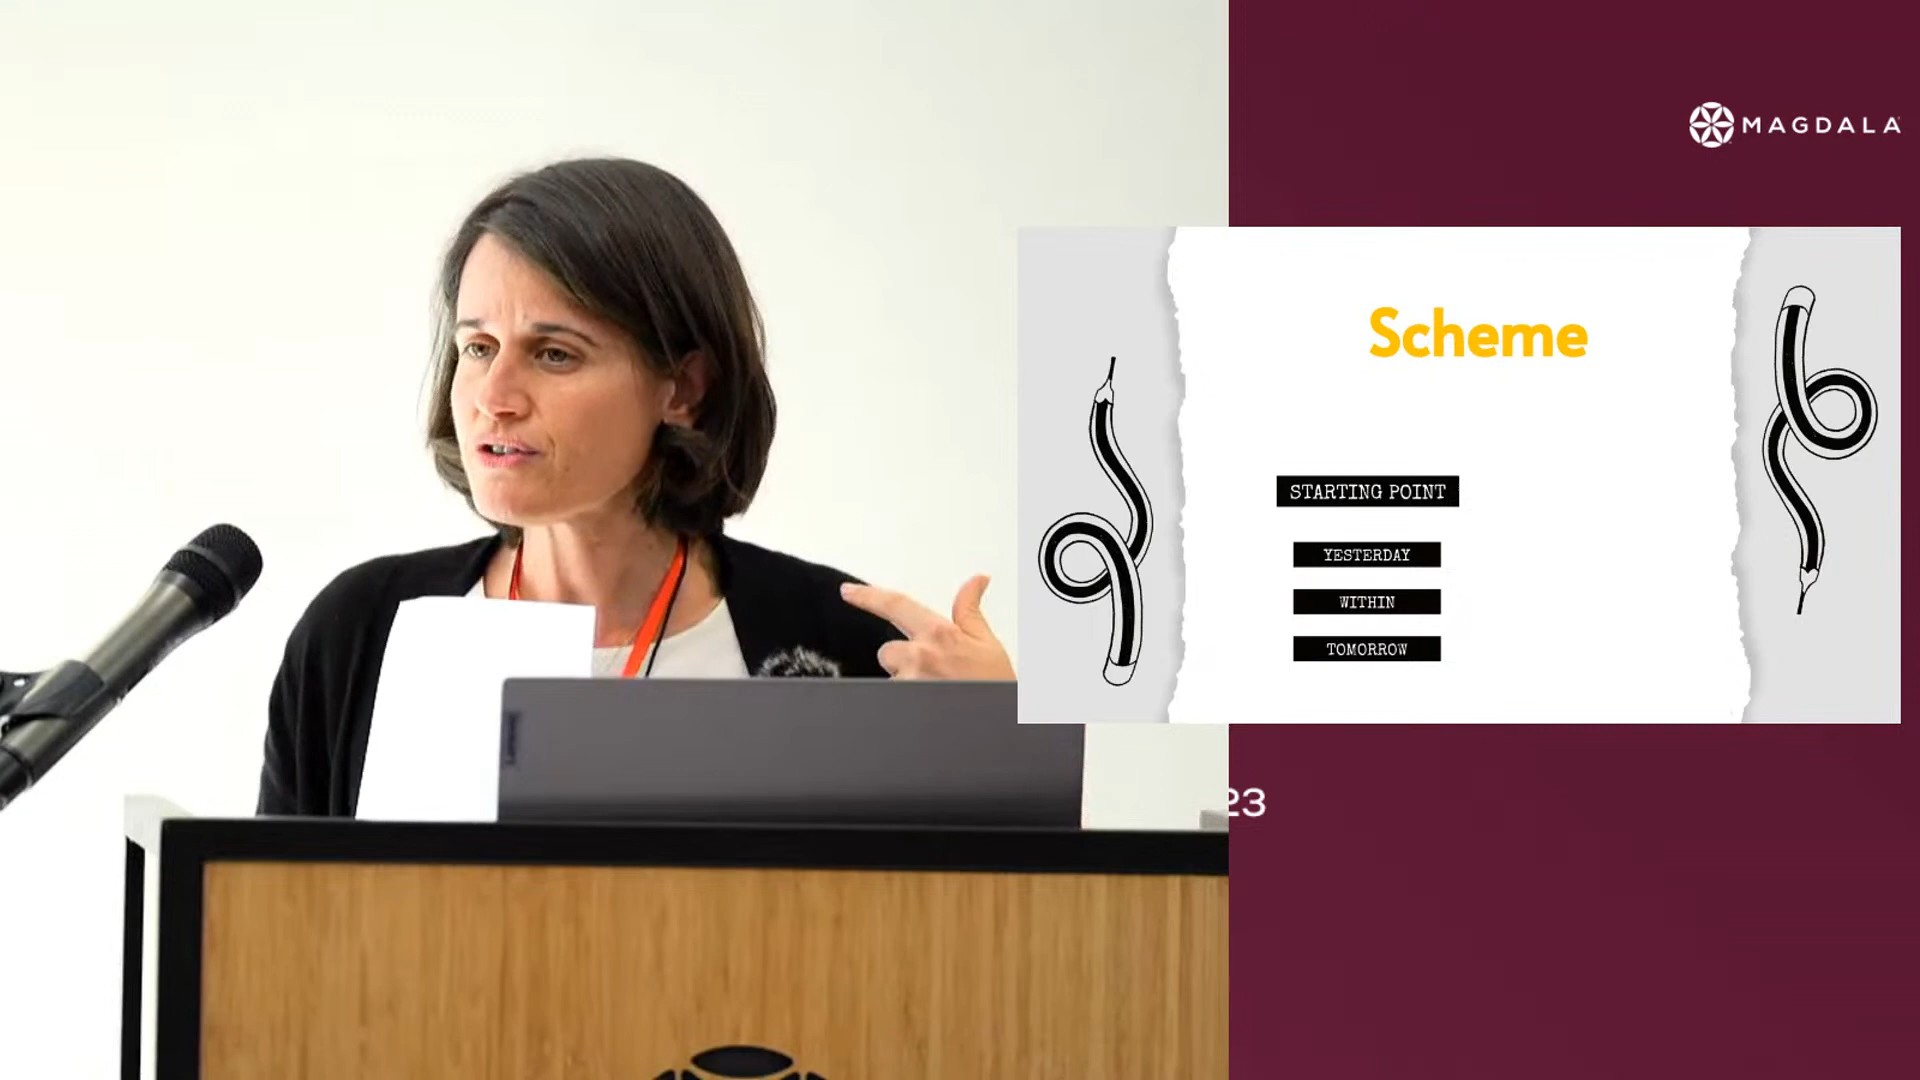 MAGDALA
Scheme
STARTING POINT
YESTERDAY
WITHIN
TOMORROW
23